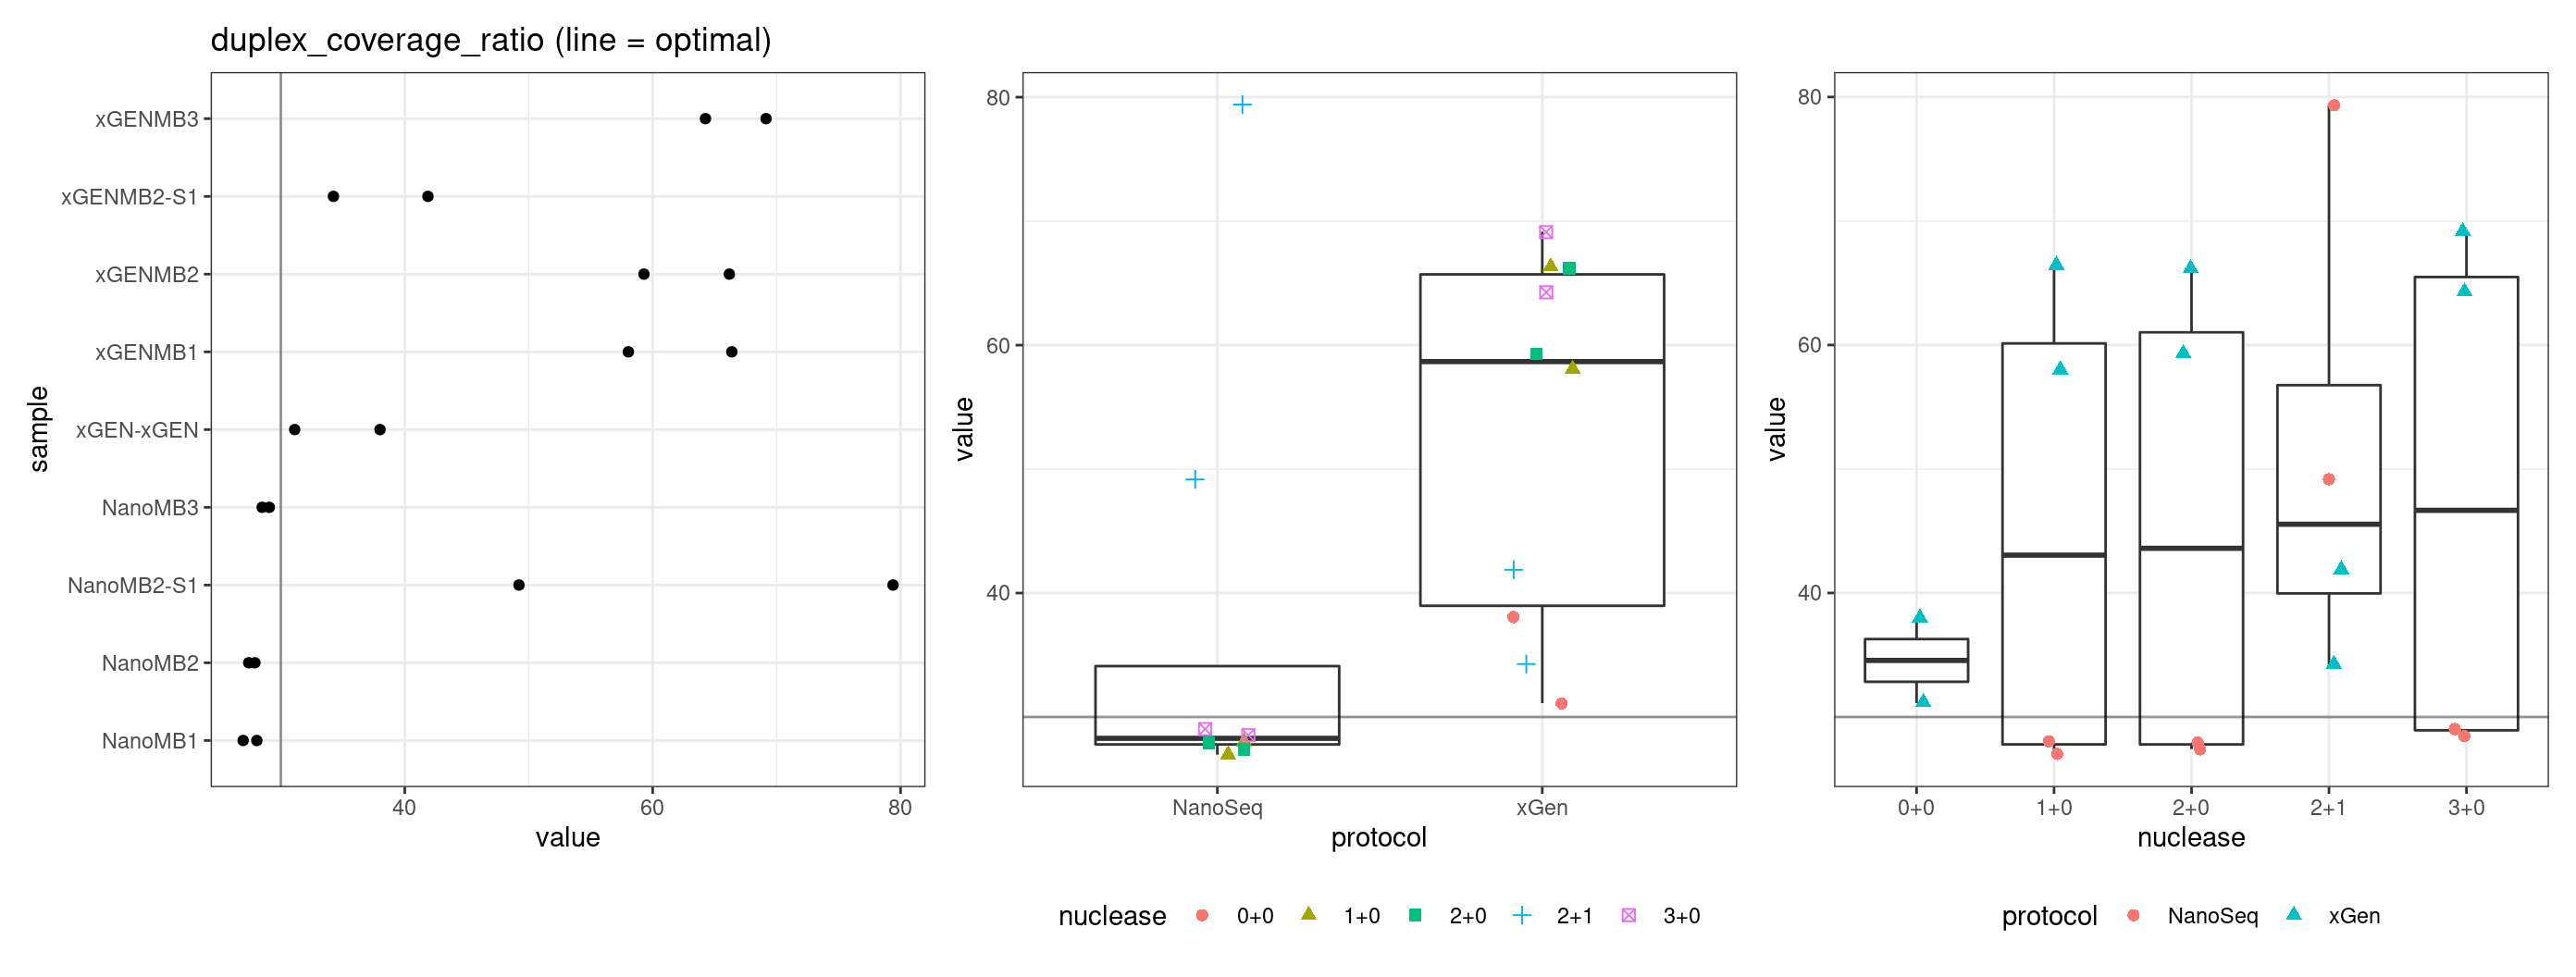 duplex_coverage_ratio (line = optimal)
sample
xGENMB3
xGENMB2-S1
xGENMB2
xGENMB1
xGEN-xGEN
NanoMB3
NanoMB2-S1
NanoMB2
NanoMB1
40 60 80
value
value
80
60
40
NanoSeq xGen
protocol
nuclease 0+0 1+0 2+0 2+1 3+0
value
80
60
40
0+0 1+0 2+0 2+1 3+0
nuclease
protocol NanoSeq xGen